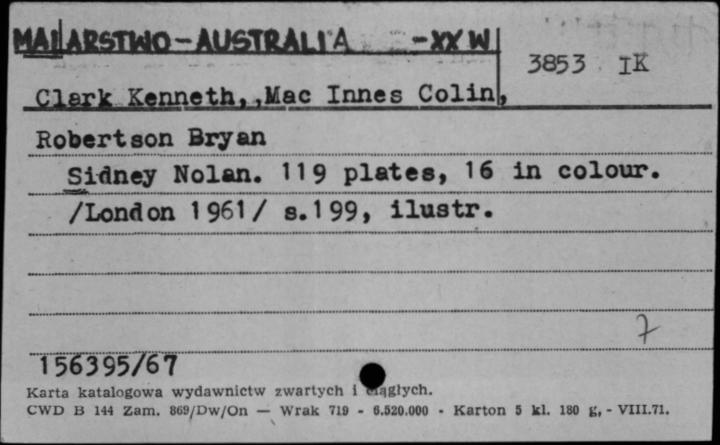 MALARSTWO-AUSTRALIA -XX W
3853 IK
Clark Kenneth,,Mac Innes Colin,
Robertson Bryan
Sidney Nolan. 119 plates, 16 in colour.
/London 1961/ s.199, ilustr.
7
156395/67
Karta katalogowa wydawnictw zwartych i ciągłych.
CWD B 144 Zam. 869/Dw/On — Wrak 719 - 6.520.000 - Karton 5 kl. 180 g, - VIII.71.